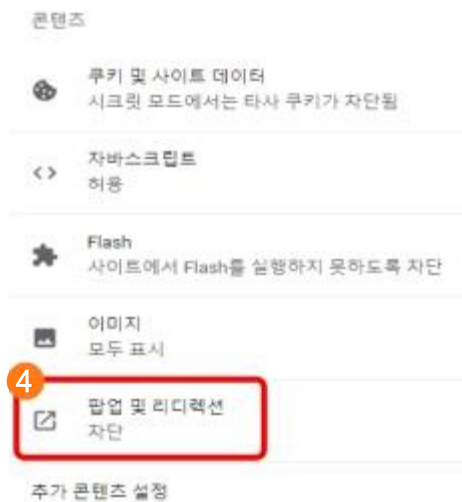 콘텐츠
쿠키 및 사이트 데이터
시크릿 모드에서는 타사 쿠키가 차단됨
<>
자바스크립트
허용
Flash
사이트에서 Flash를 실행하지 못하도록 차단
이미지
모두 표시
4
팝업 및 리디렉션
차단
추가 콘텐츠 설정